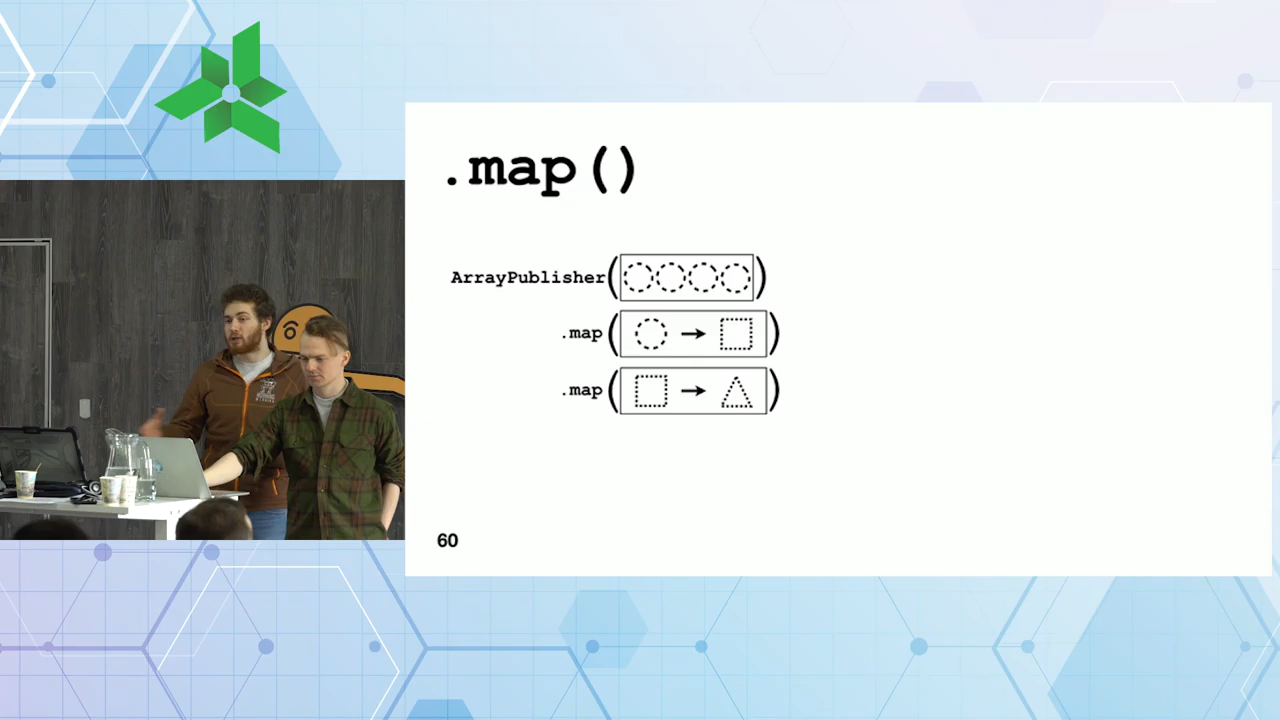 .map()
ArrayPublisher( )
.map( → )
.map( → )
60